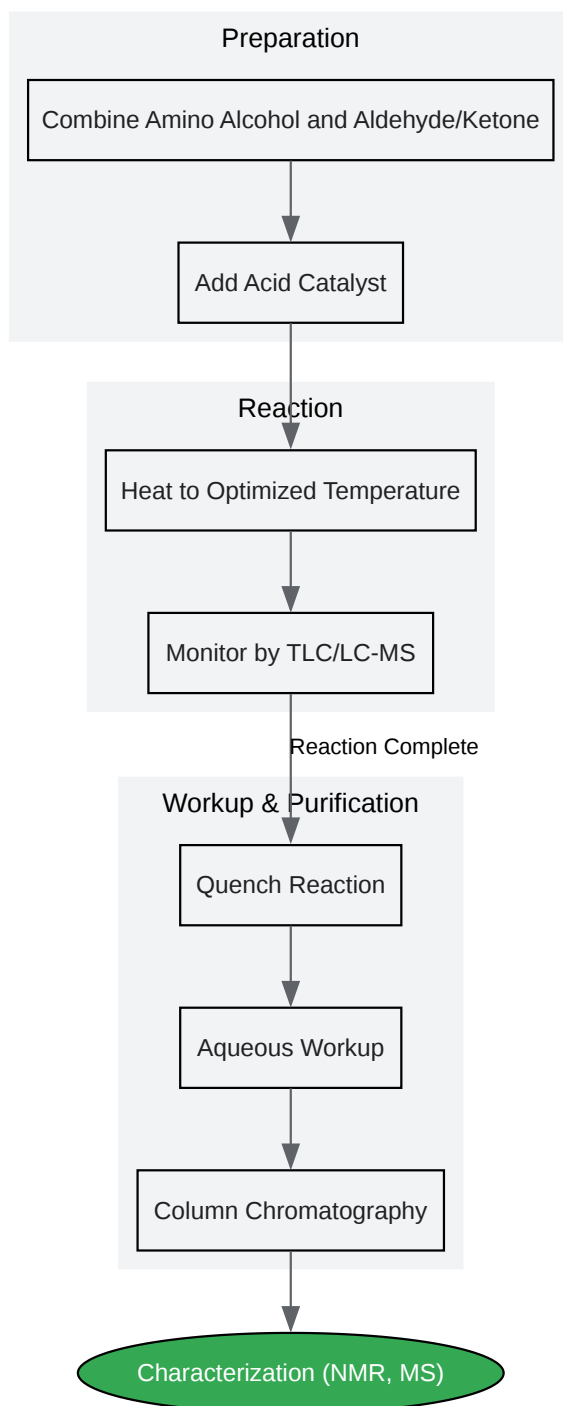 Preparation
Combine Amino Alcohol and Aldehyde/Ketone
Add Acid Catalyst
Reaction
Heat to Optimized Temperature
Monitor by TLC/LC-MS
Reaction Complete
Workup & Purification
Quench Reaction
Aqueous Workup
Column Chromatography
Characterization (NMR, MS)